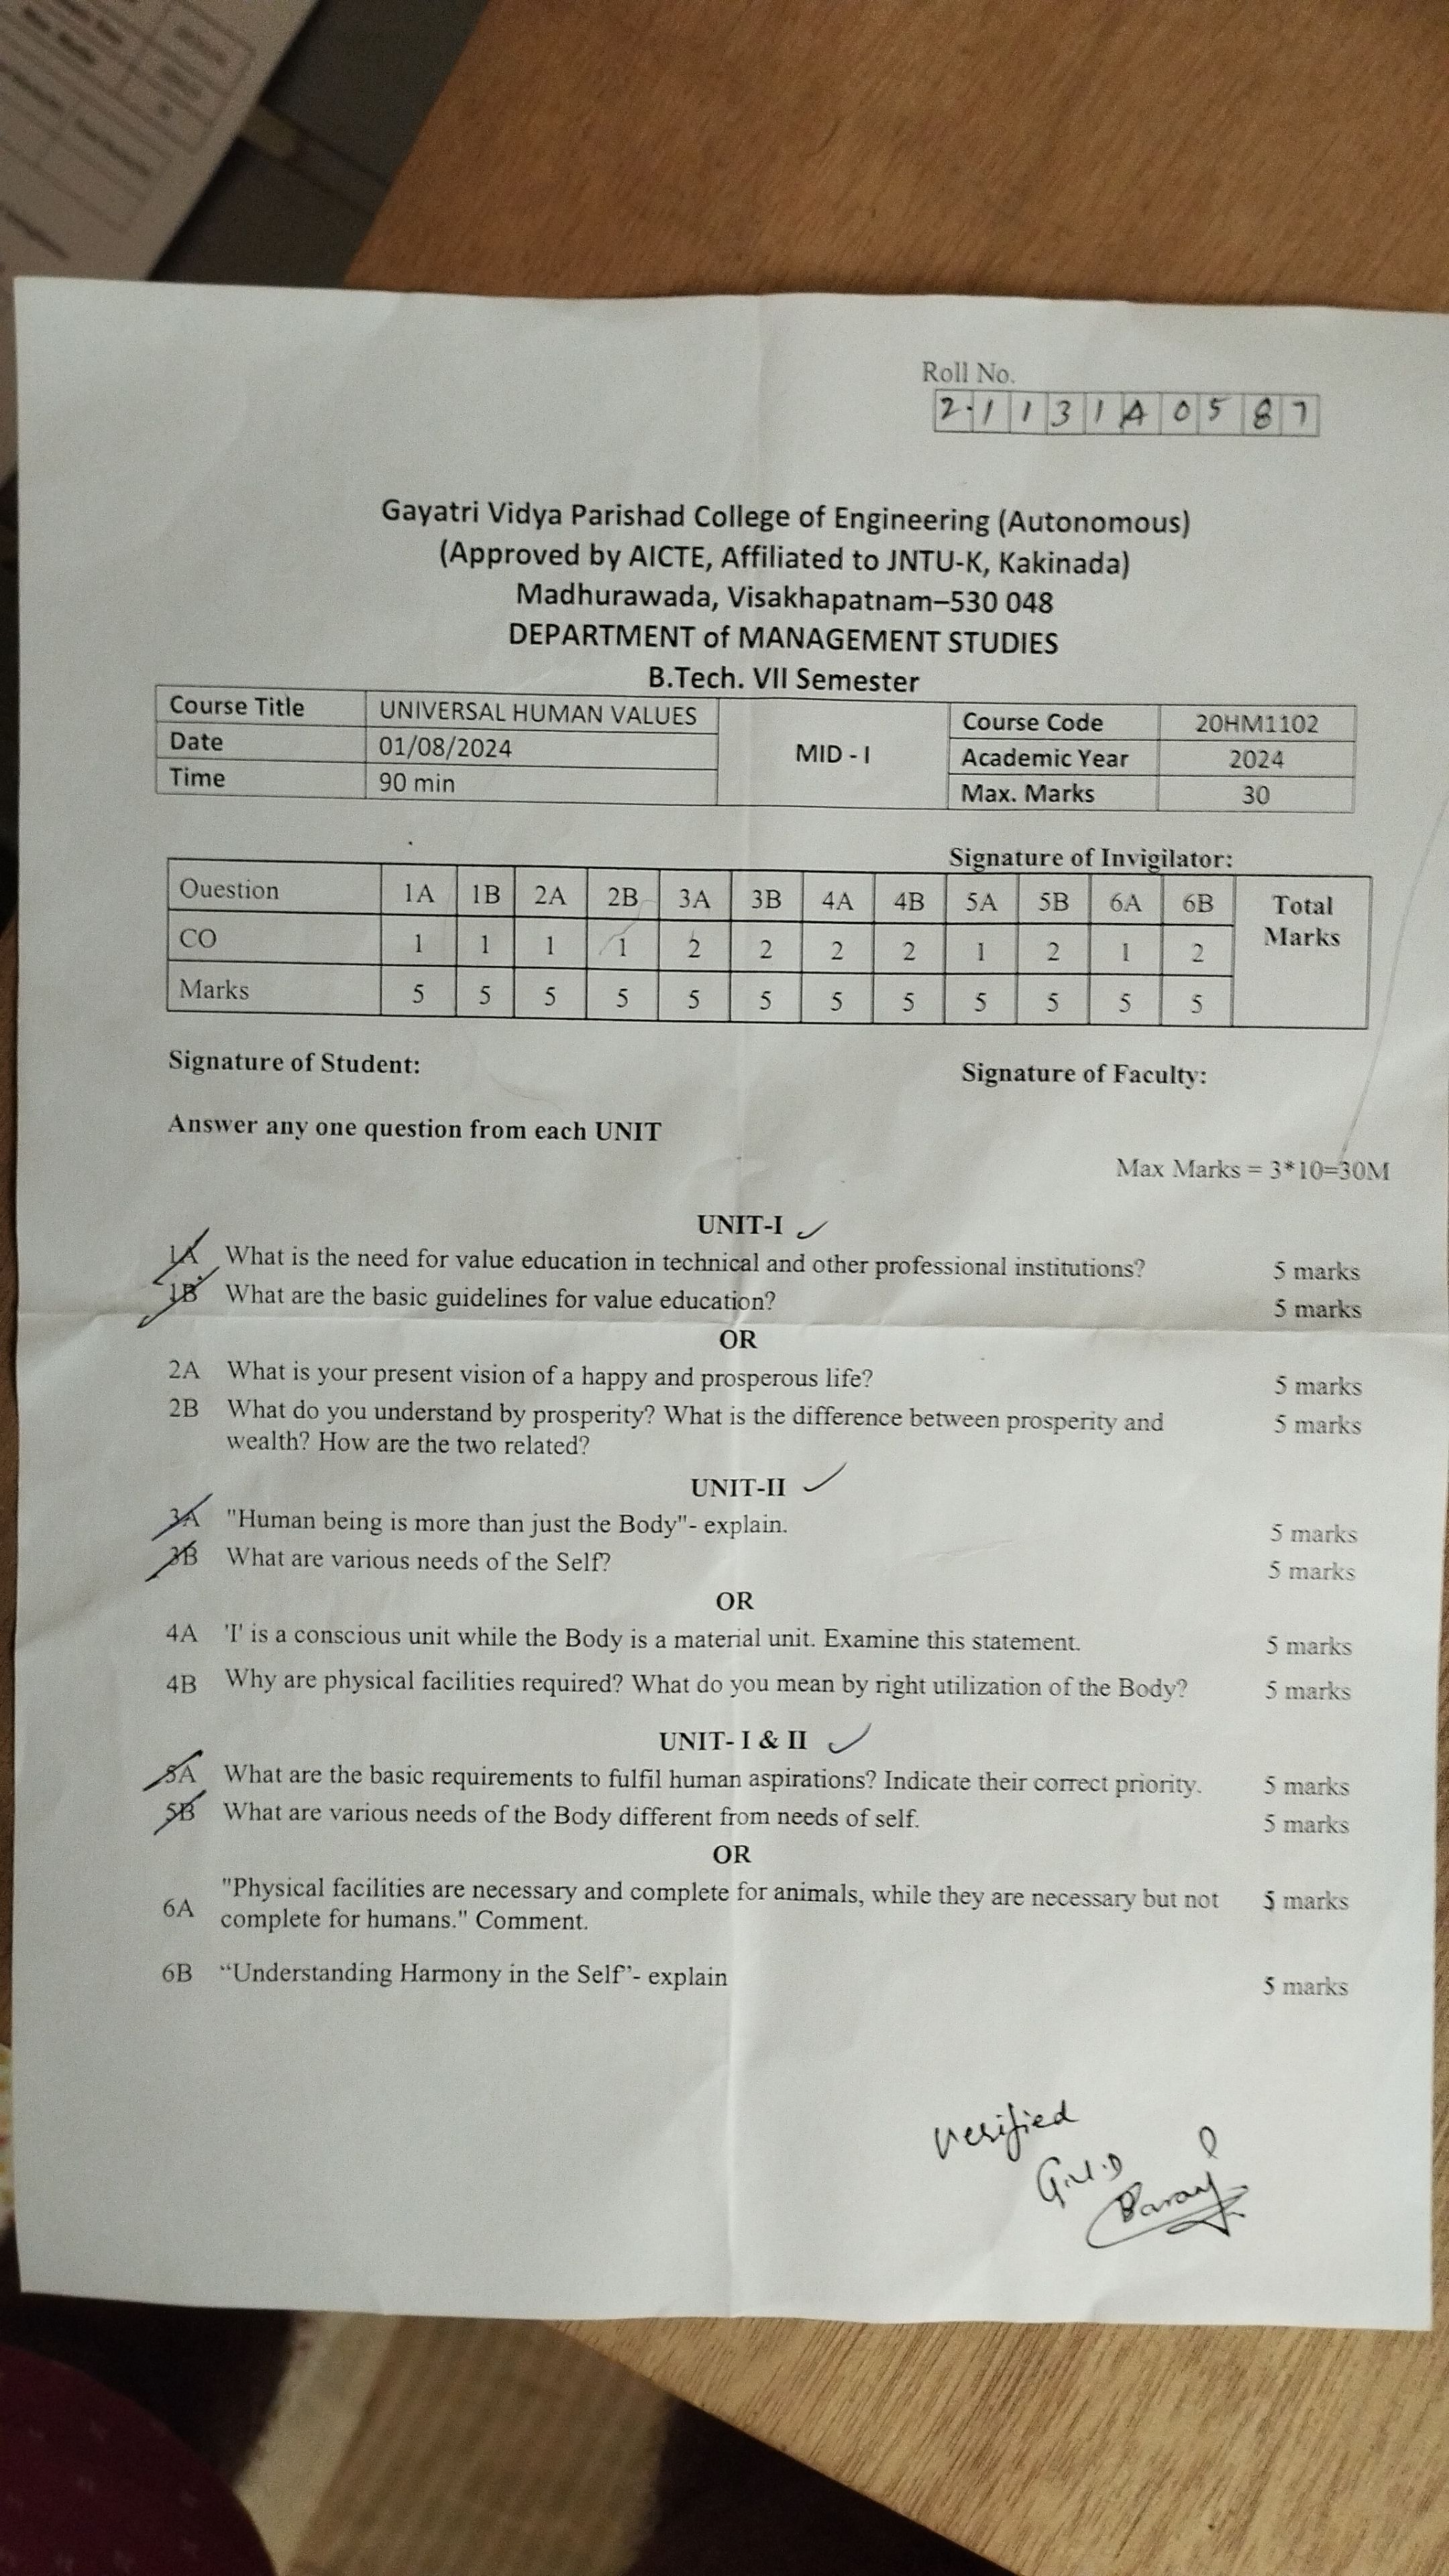 Roll No.
21131A0587
Gayatri Vidya Parishad College of Engineering (Autonomous)
(Approved by AICTE, Affiliated to JNTU-K, Kakinada)
Madhurawada, Visakhapatnam–530 048
DEPARTMENT of MANAGEMENT STUDIES
B.Tech. VII Semester
Course Title UNIVERSAL HUMAN VALUES MID - I Course Code 20HM1102
Date 01/08/2024 Academic Year 2024
Time 90 min Max. Marks 30
Signature of Invigilator:
Ouestion 1A 1B 2A 2B 3A 3B 4A 4B 5A 5B 6A 6B Total Marks
CO 1 1 1 1 2 2 2 2 1 2 1 2
Marks 5 5 5 5 5 5 5 5 5 5 5 5
Signature of Student: Signature of Faculty:
Answer any one question from each UNIT
Max Marks = 3*10=30M
UNIT-I
1A What is the need for value education in technical and other professional institutions? 5 marks
1B What are the basic guidelines for value education? 5 marks
OR
2A What is your present vision of a happy and prosperous life? 5 marks
2B What do you understand by prosperity? What is the difference between prosperity and 5 marks
wealth? How are the two related?
UNIT-II
3A "Human being is more than just the Body"- explain. 5 marks
3B What are various needs of the Self? 5 marks
OR
4A 'I' is a conscious unit while the Body is a material unit. Examine this statement. 5 marks
4B Why are physical facilities required? What do you mean by right utilization of the Body? 5 marks
UNIT- I & II
5A What are the basic requirements to fulfil human aspirations? Indicate their correct priority. 5 marks
5B What are various needs of the Body different from needs of self. 5 marks
OR
6A "Physical facilities are necessary and complete for animals, while they are necessary but not 5 marks
complete for humans." Comment.
6B “Understanding Harmony in the Self”- explain 5 marks
verified